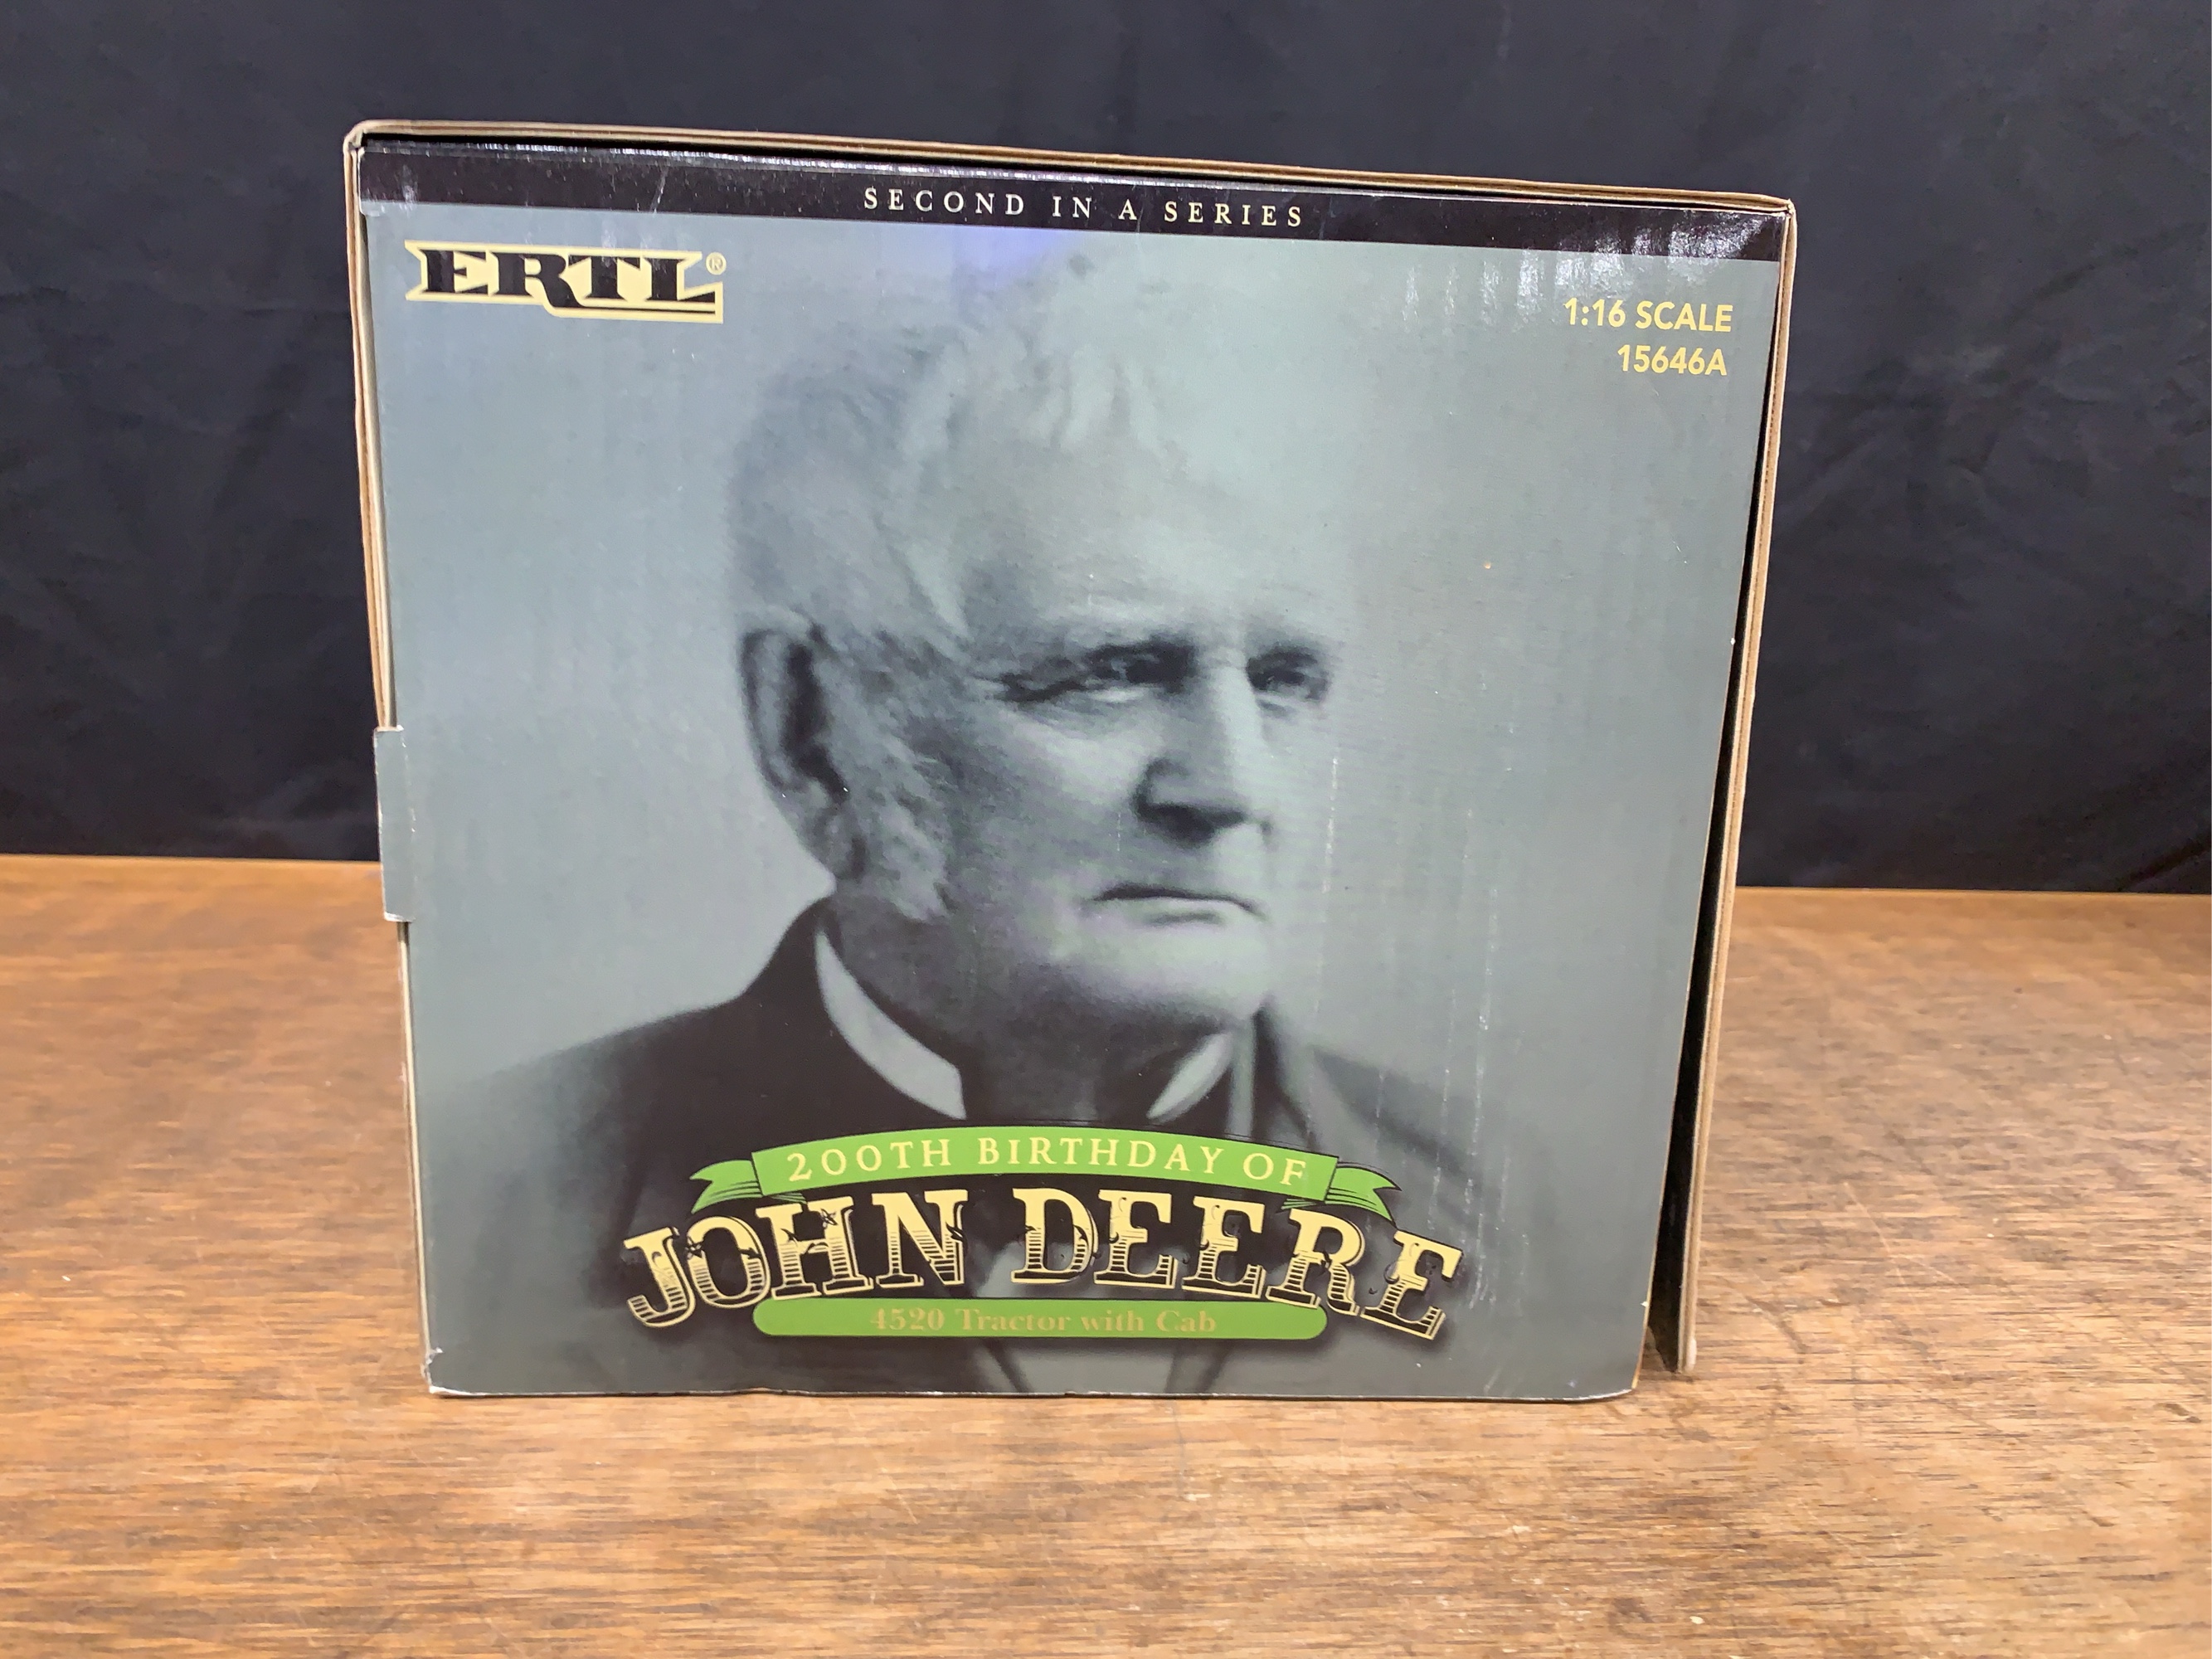 SECOND IN A SERIES
ERTL®
1:16 SCALE
15646A
200TH BIRTHDAY OF
JOHN DEERE
4520 Tractor with Cab